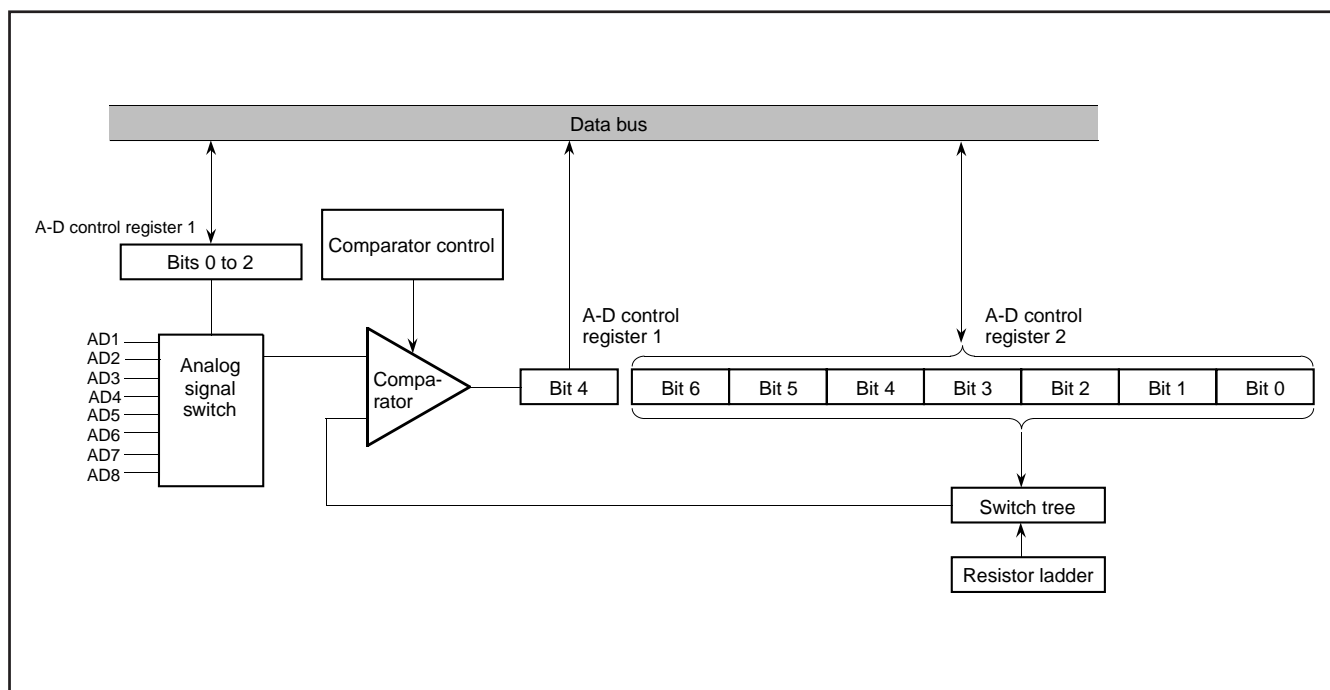 Data bus
A-D control register 1
Bits 0 to 2
Comparator control
AD1
AD2
AD3
AD4
AD5
AD6
AD7
AD8
Analog
signal
switch
Compa-
rator
A-D control
register 1
Bit 4
A-D control
register 2
Bit 6
Bit 5
Bit 4
Bit 3
Bit 2
Bit 1
Bit 0
Switch tree
Resistor ladder